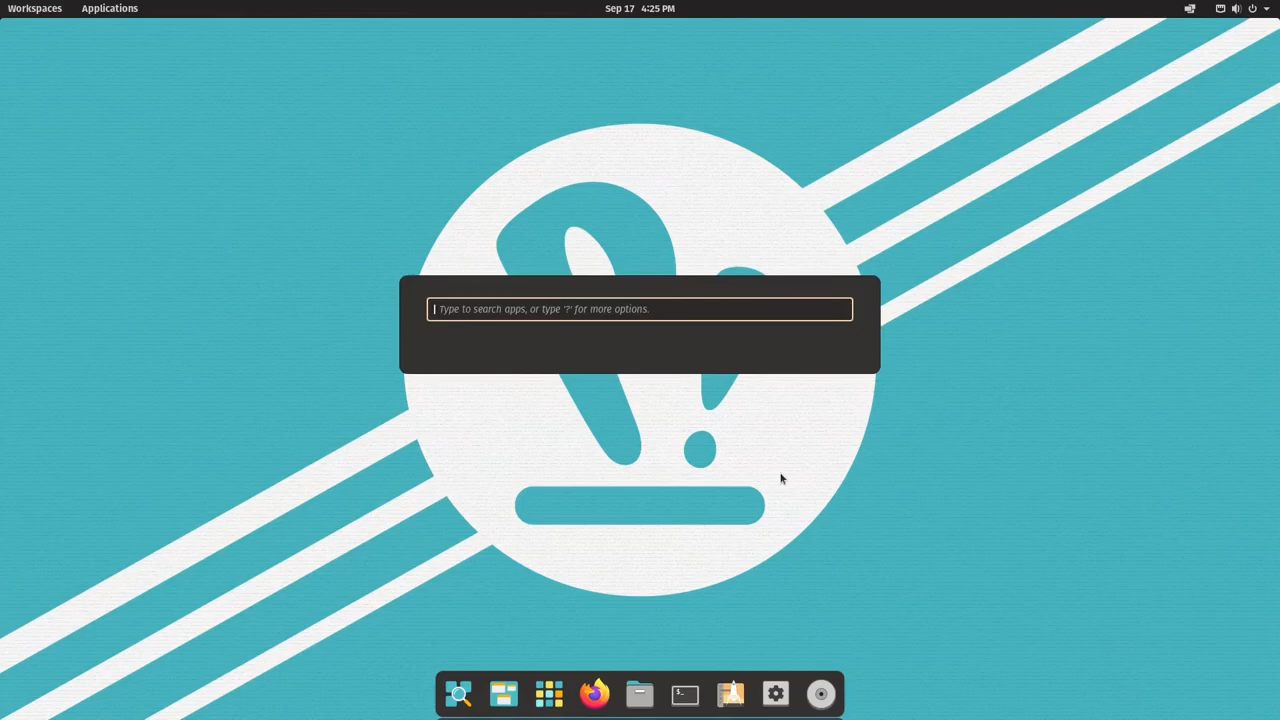 Workspaces Applications Sep 17 4:25 PM
Type to search apps, or type '?' for more options.
$_